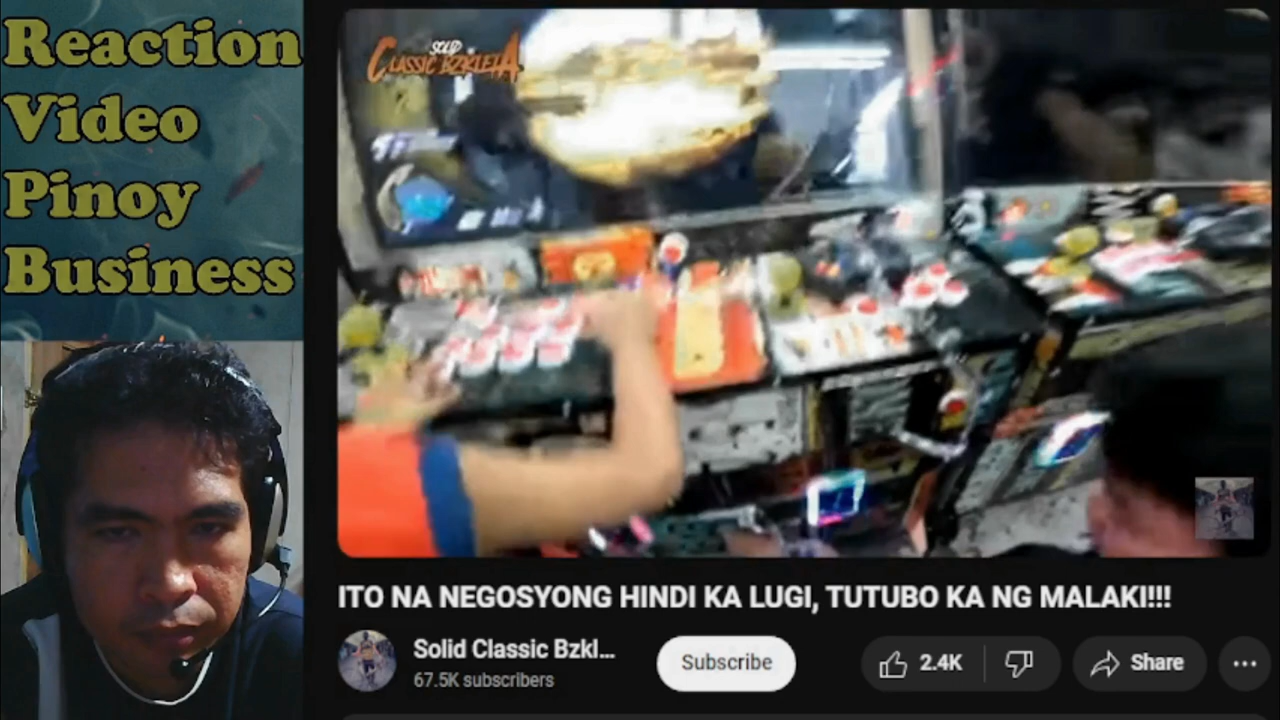 Reaction
Video
Pinoy
Business
SOLID
CLASSIC BZKLETA
ITO NA NEGOSYONG HINDI KA LUGI, TUTUBO KA NG MALAKI!!!
Solid Classic Bzkl...
67.5K subscribers
Subscribe
2.4K
Share